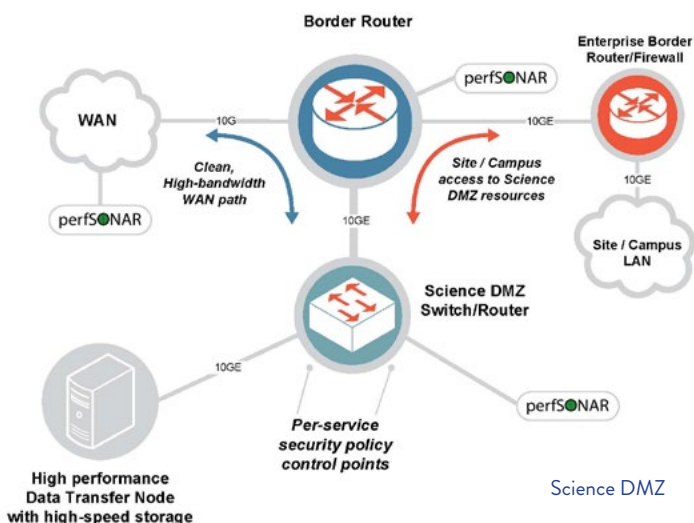 Border Router
Enterprise Border
Router/Firewall
perfSONAR
WAN
10G
10GE
Clean,
High-bandwidth
WAN path
Site / Campus
access to Science
DMZ resources
10GE
perfSONAR
10GE
Site / Campus
LAN
Science DMZ
Switch/Router
10GE
perfSONAR
Per-service
security policy
control points
High performance
Data Transfer Node
with high-speed storage
Science DMZ